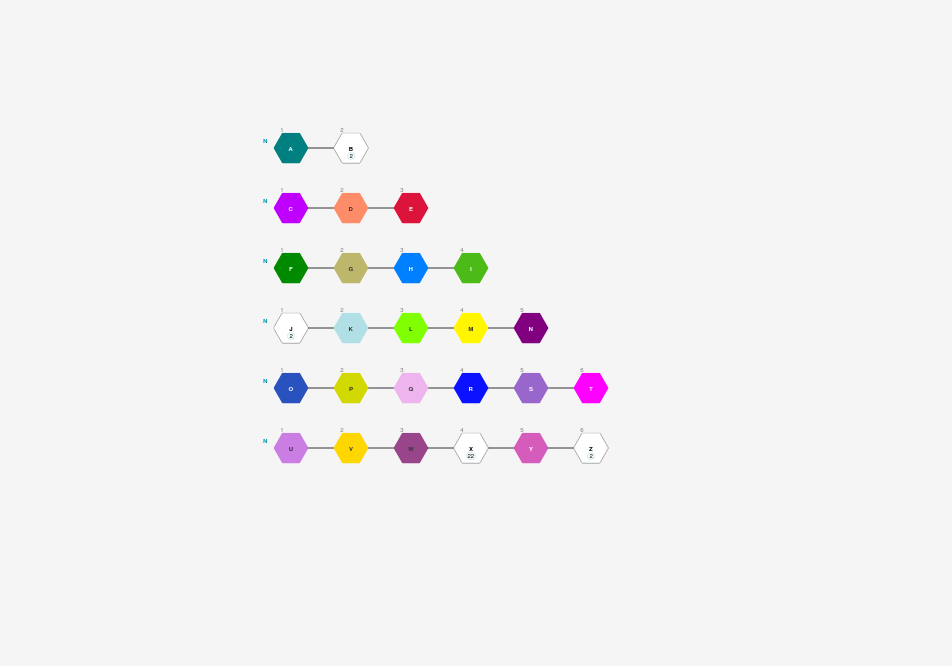 1 2
N A B
2
1 2 3
N C D E
1 2 3 4
N F G H I
1 2 3 4 5
N J K L M N
2
1 2 3 4 5 6
N O P Q R S T
1 2 3 4 5 6
N U V W X Y Z
22 2